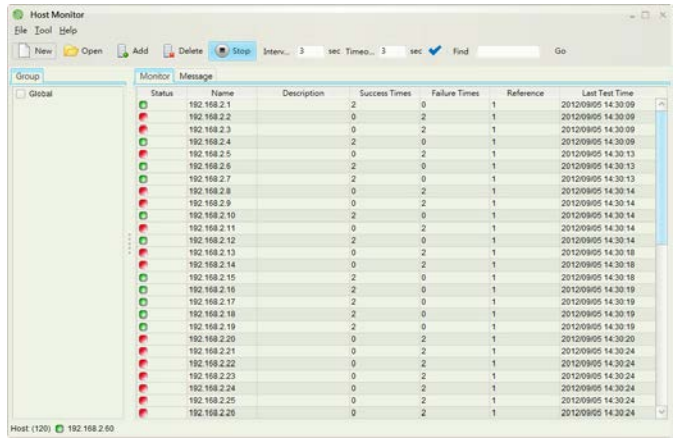 Host Monitor
File Tool Help
New Open Add Delete Stop Interv... 3 sec Timeo... 3 sec Find Go
Group Monitor Message
Global
Status Name Description Success Times Failure Times Reference Last Test Time
192.168.2.1 2 0 1 2012/09/05 14:30:09
192.168.2.2 0 2 1 2012/09/05 14:30:09
192.168.2.3 0 2 1 2012/09/05 14:30:09
192.168.2.4 2 0 1 2012/09/05 14:30:09
192.168.2.5 0 2 1 2012/09/05 14:30:13
192.168.2.6 2 0 1 2012/09/05 14:30:13
192.168.2.7 2 0 1 2012/09/05 14:30:13
192.168.2.8 0 2 1 2012/09/05 14:30:14
192.168.2.9 0 2 1 2012/09/05 14:30:14
192.168.2.10 2 0 1 2012/09/05 14:30:14
192.168.2.11 0 2 1 2012/09/05 14:30:14
192.168.2.12 2 0 1 2012/09/05 14:30:14
192.168.2.13 0 2 1 2012/09/05 14:30:18
192.168.2.14 0 2 1 2012/09/05 14:30:18
192.168.2.15 2 0 1 2012/09/05 14:30:18
192.168.2.16 2 0 1 2012/09/05 14:30:19
192.168.2.17 2 0 1 2012/09/05 14:30:19
192.168.2.18 2 0 1 2012/09/05 14:30:19
192.168.2.19 2 0 1 2012/09/05 14:30:19
192.168.2.20 0 2 1 2012/09/05 14:30:20
192.168.2.21 0 2 1 2012/09/05 14:30:24
192.168.2.22 0 2 1 2012/09/05 14:30:24
192.168.2.23 0 2 1 2012/09/05 14:30:24
192.168.2.24 0 2 1 2012/09/05 14:30:24
192.168.2.25 0 2 1 2012/09/05 14:30:24
192.168.2.26 0 2 1 2012/09/05 14:30:24
Host: (120) 192.168.2.60